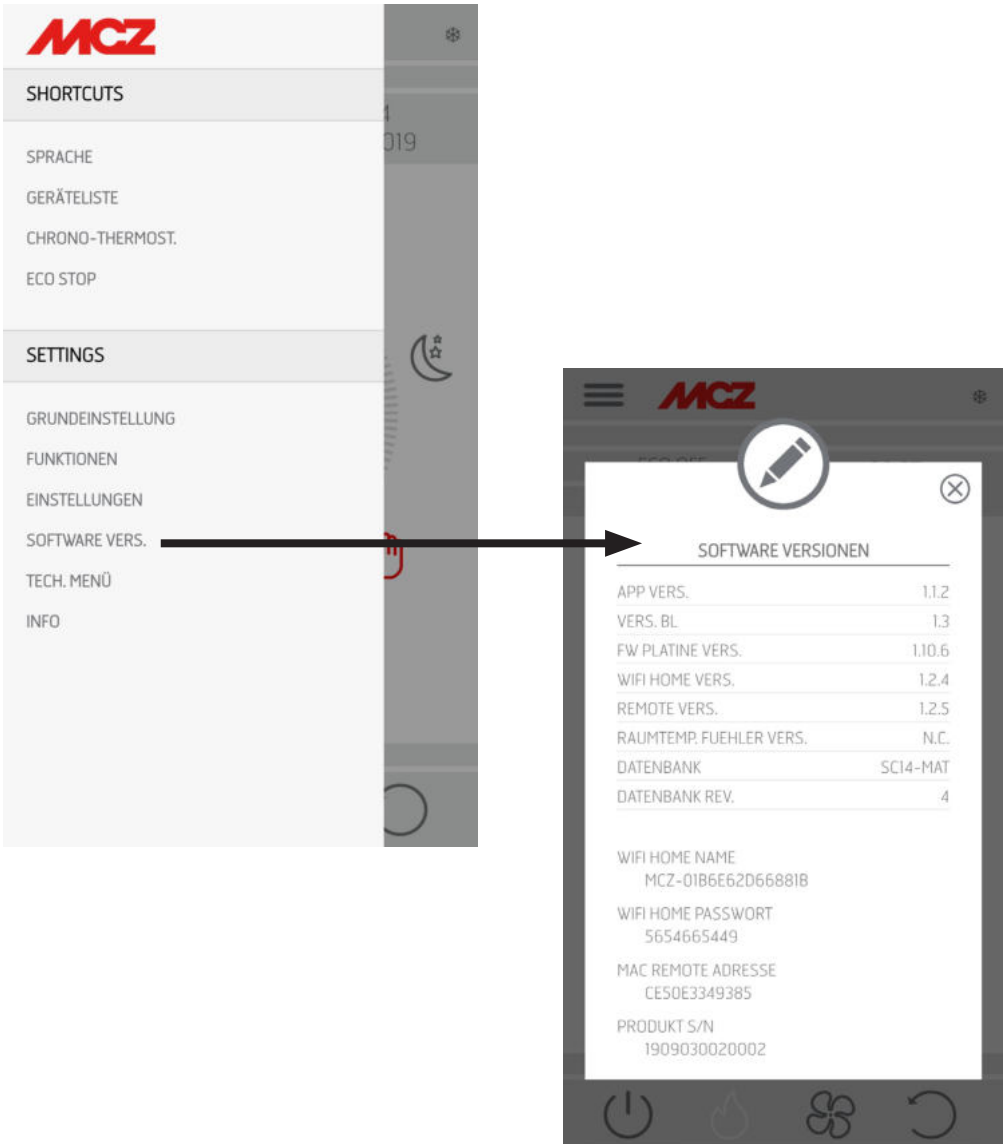 MCZ
SHORTCUTS
SPRACHE
GERÄTELISTE
CHRONO-THERMOST.
ECO STOP
SETTINGS
GRUNDEINSTELLUNG
FUNKTIONEN
EINSTELLUNGEN
SOFTWARE VERS.
TECH. MENÜ
INFO
019
MCZ
SOFTWARE VERSIONEN
APP VERS. 1.1.2
VERS. BL 1.3
FW PLATINE VERS. 1.10.6
WIFI HOME VERS. 1.2.4
REMOTE VERS. 1.2.5
RAUMTEMP. FUEHLER VERS. N.C.
DATENBANK SC14-MAT
DATENBANK REV. 4
WIFI HOME NAME
MCZ-01B6E62D66881B
WIFI HOME PASSWORT
5654665449
MAC REMOTE ADRESSE
CE50E3349385
PRODUKT S/N
1909030020002